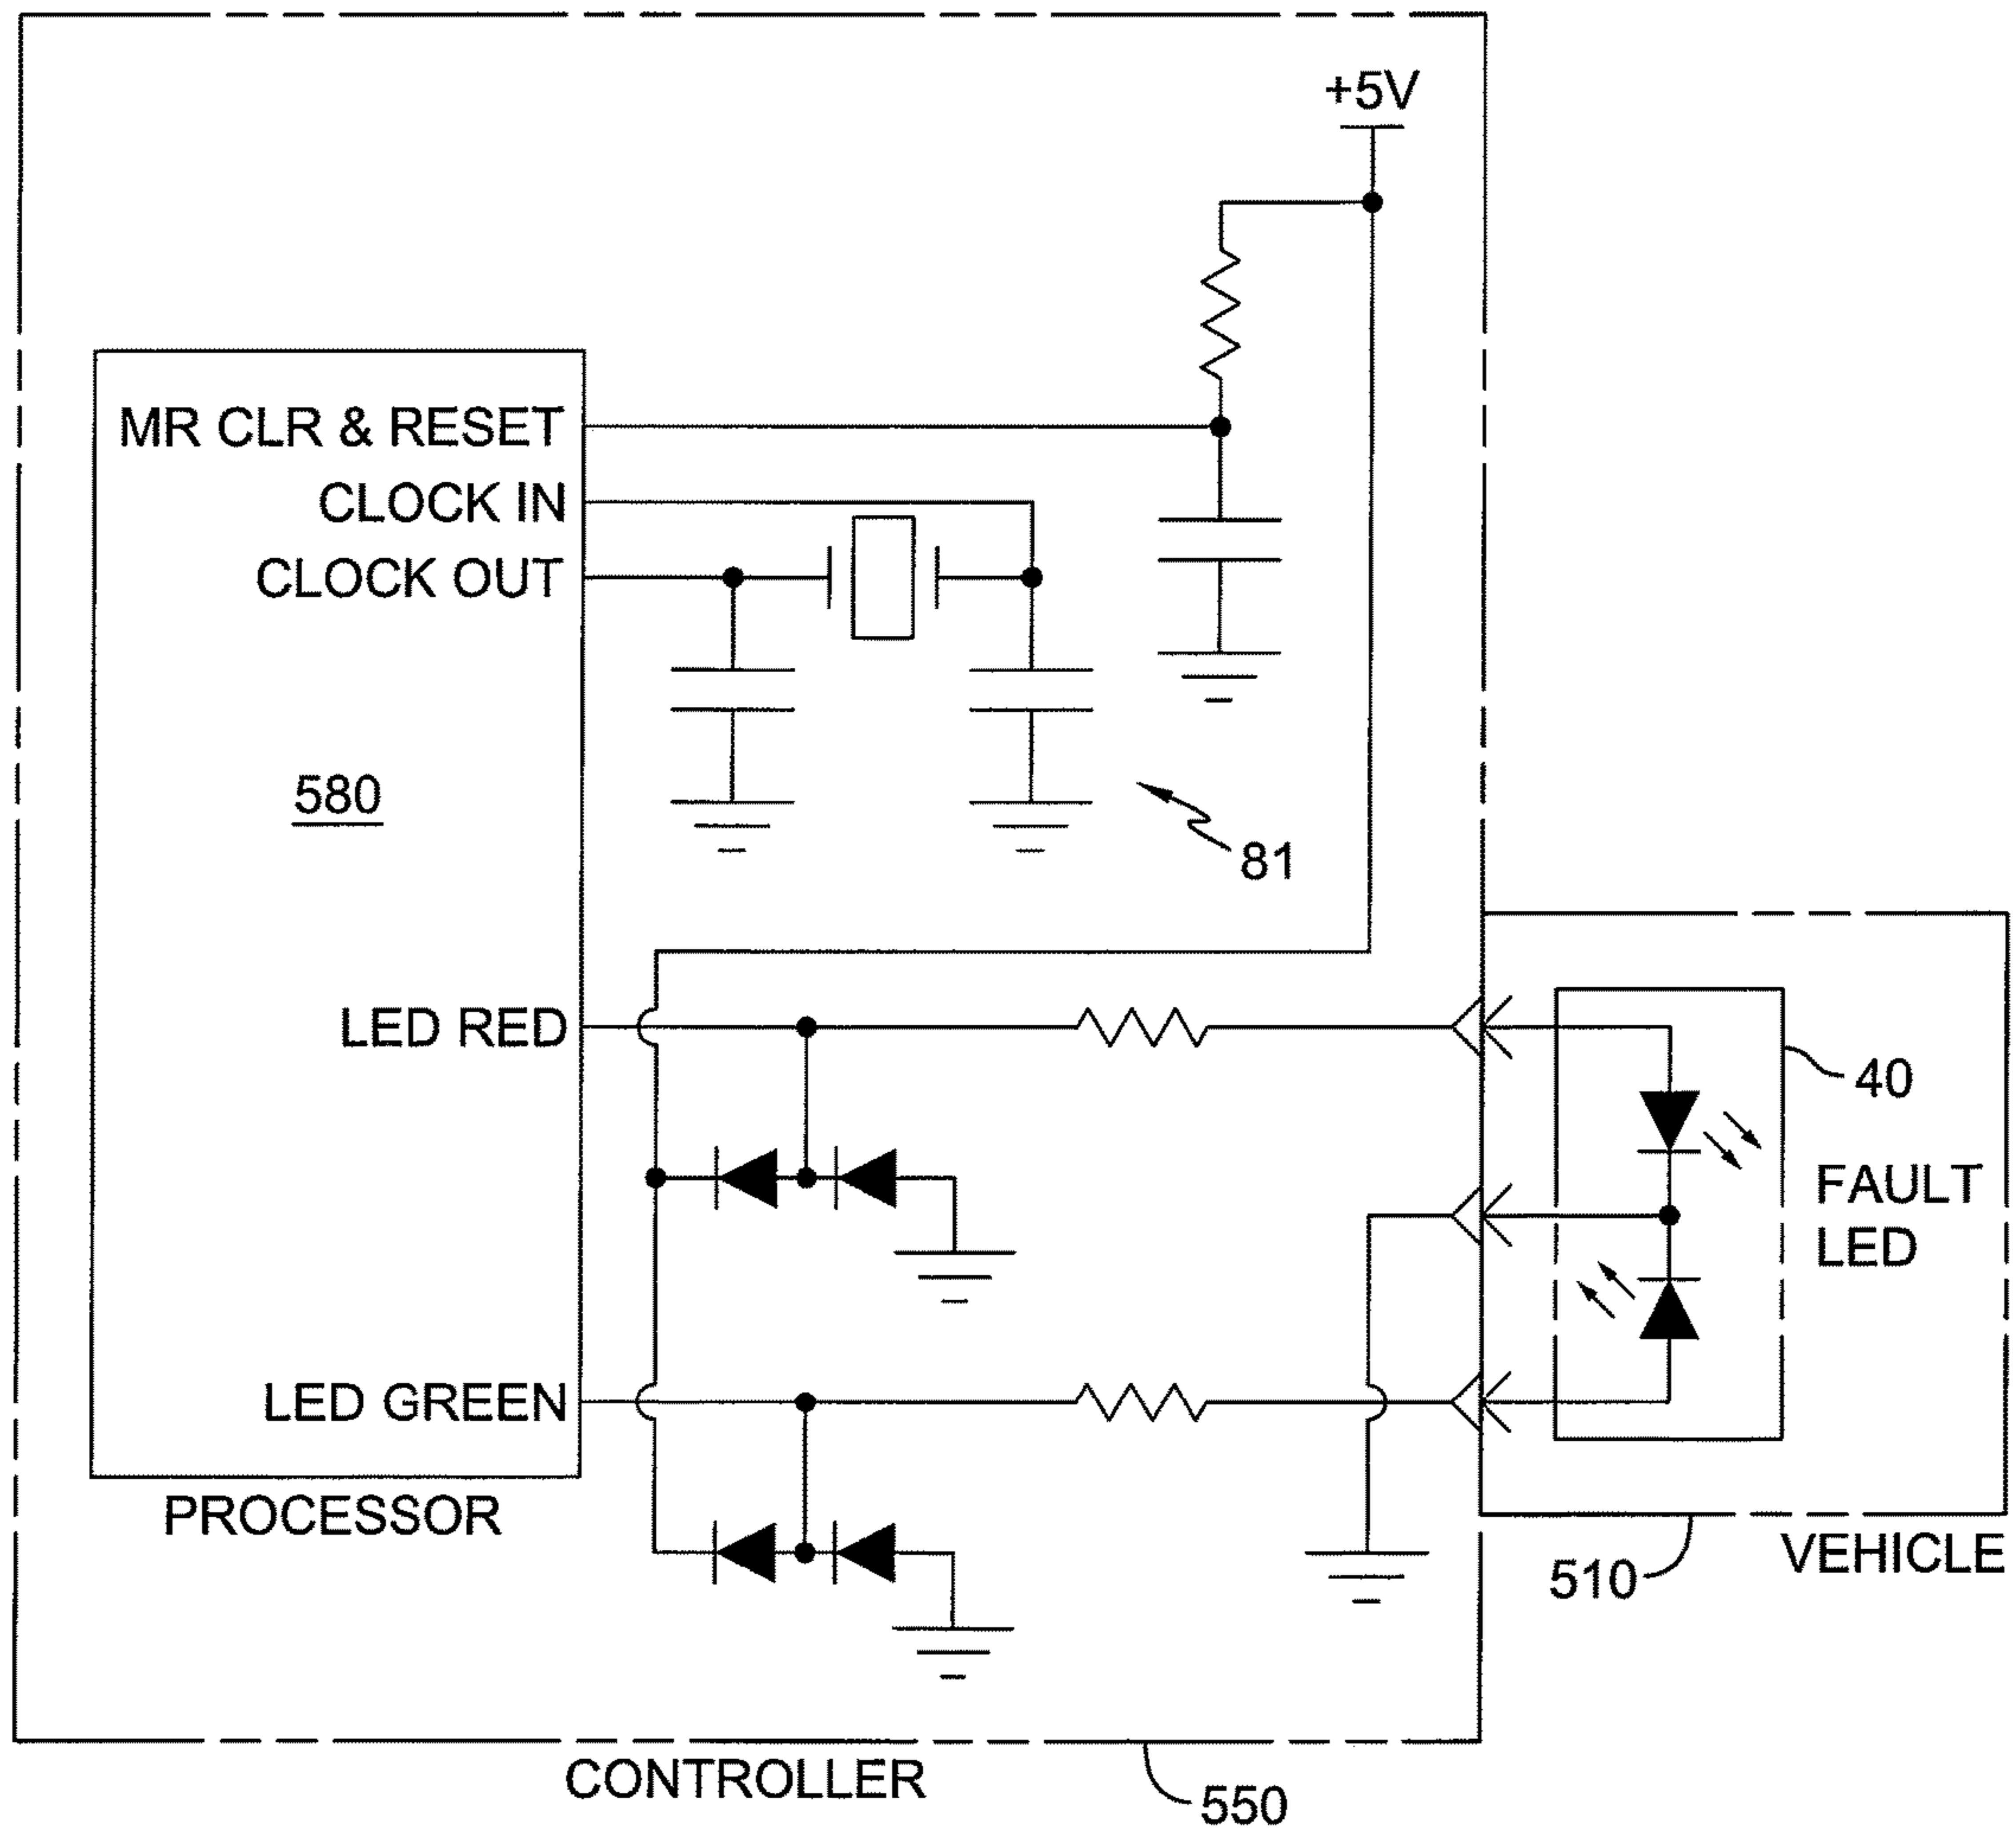 +5V
MR CLR & RESET
CLOCK IN
CLOCK OUT
580
81
LED RED
40
FAULT
LED
LED GREEN
PROCESSOR
510
VEHICLE
CONTROLLER
550